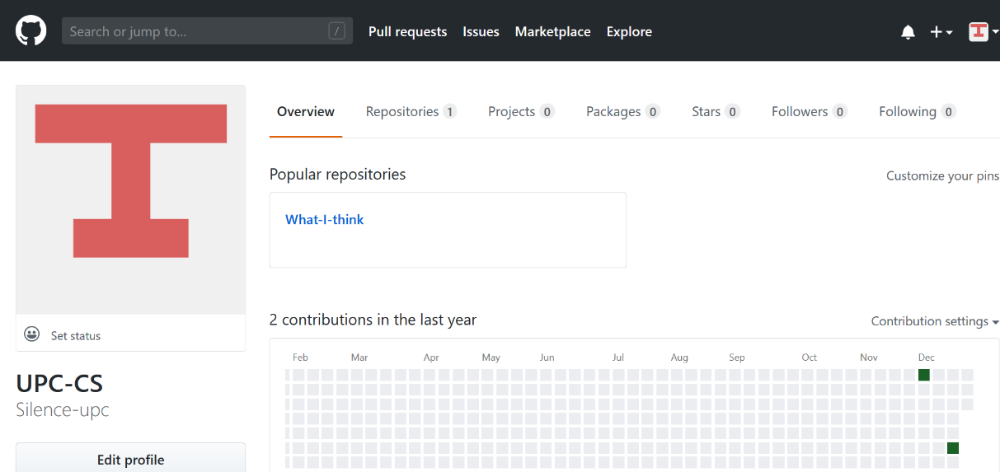 Search or jump to... /
Pull requests Issues Marketplace Explore
Overview Repositories 1 Projects 0 Packages 0 Stars 0 Followers 0 Following 0
Popular repositories
Customize your pins
What-I-think
2 contributions in the last year
Contribution settings
Set status
Feb Mar Apr May Jun Jul Aug Sep Oct Nov Dec
UPC-CS
Silence-upc
Edit profile